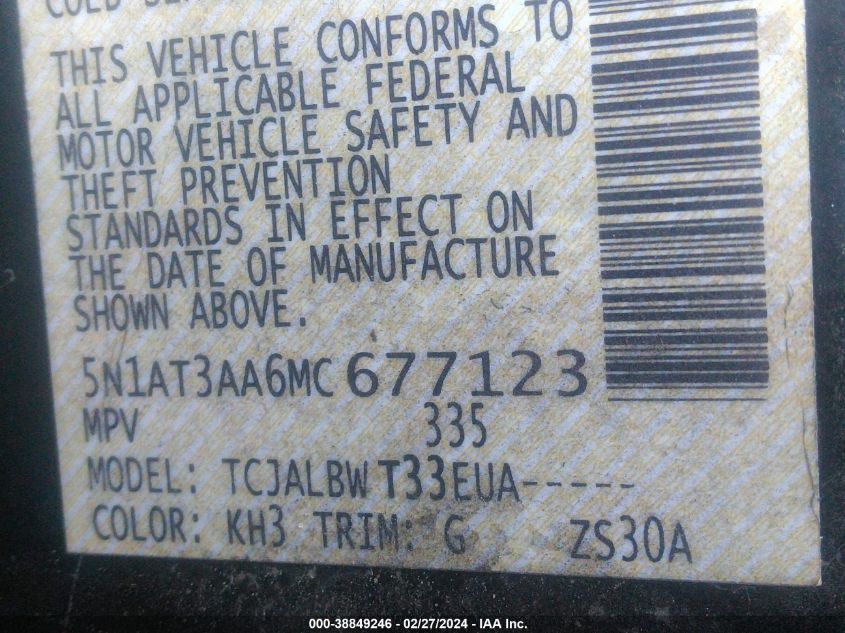 THIS VEHICLE CONFORMS TO
ALL APPLICABLE FEDERAL
MOTOR VEHICLE SAFETY AND
THEFT PREVENTION
STANDARDS IN EFFECT ON
THE DATE OF MANUFACTURE
SHOWN ABOVE.
5N1AT3AA6MC677123
MPV 335
MODEL: TCJALBW T33EUA-----
COLOR: KH3 TRIM: G ZS30A
000-38849246 - 02/27/2024 - IAA Inc.